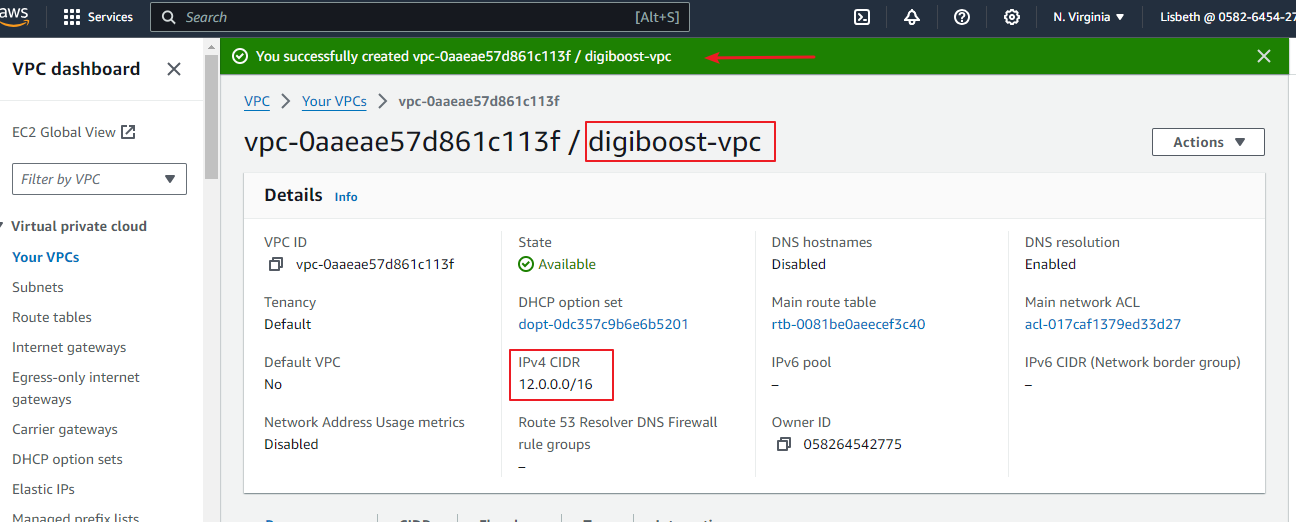 aws
Services
Search
[Alt+S]
N. Virginia
Lisbeth @ 0582-6454-27
VPC dashboard
EC2 Global View
Filter by VPC
Virtual private cloud
Your VPCs
Subnets
Route tables
Internet gateways
Egress-only internet
gateways
Carrier gateways
DHCP option sets
Elastic IPs
Managed prefix lists
You successfully created vpc-0aaeae57d861c113f / digiboost-vpc
VPC > Your VPCs > vpc-0aaeae57d861c113f
vpc-0aaeae57d861c113f / digiboost-vpc
Actions
Details Info
VPC ID
vpc-0aaeae57d861c113f
State
Available
DNS hostnames
Disabled
DNS resolution
Enabled
Tenancy
Default
DHCP option set
dopt-0dc357c9b6e6b5201
Main route table
rtb-0081be0aeecef3c40
Main network ACL
acl-017caf1379ed33d27
Default VPC
No
IPv4 CIDR
12.0.0.0/16
IPv6 pool
–
IPv6 CIDR (Network border group)
–
Network Address Usage metrics
Disabled
Route 53 Resolver DNS Firewall
rule groups
–
Owner ID
058264542775